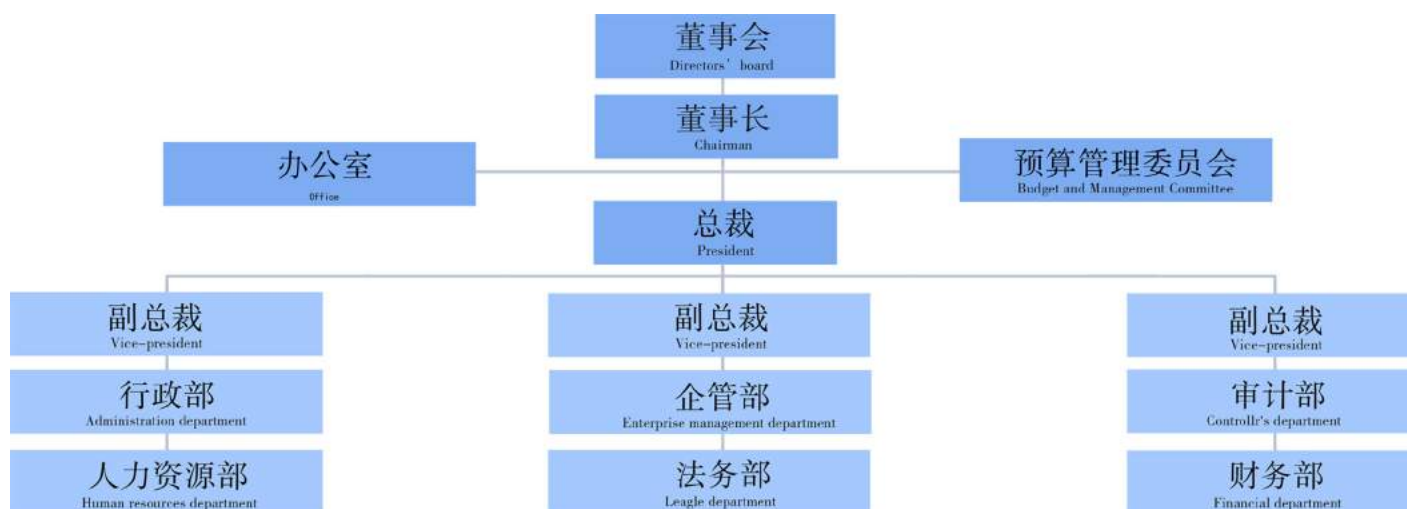 董事会
Directors' board
董事长
Chairman
办公室
Office
预算管理委员会
Budget and Management Committee
总裁
President
副总裁
Vice-president
副总裁
Vice-president
副总裁
Vice-president
行政部
Administration department
企管部
Enterprise management department
审计部
Controllr's department
人力资源部
Human resources department
法务部
Leagle department
财务部
Financial department